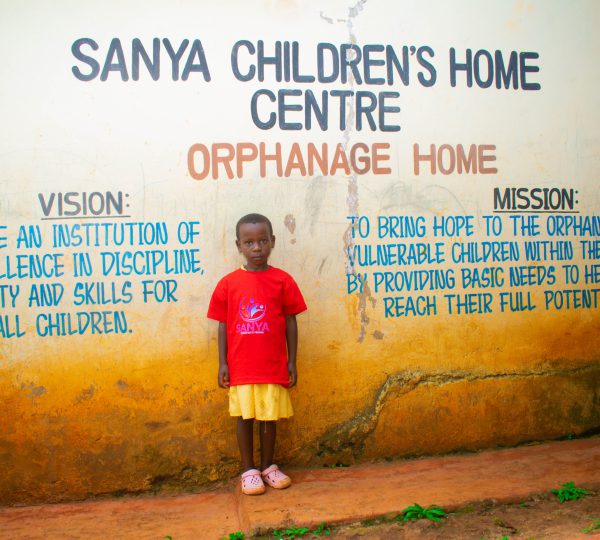 SANYA CHILDREN'S HOME
CENTRE
ORPHANAGE HOME
VISION:
E AN INSTITUTION OF
LLENCE IN DISCIPLINE,
TY AND SKILLS FOR
ALL CHILDREN.
MISSION:
TO BRING HOPE TO THE ORPHAN
VULNERABLE CHILDREN WITHIN THE
BY PROVIDING BASIC NEEDS TO HE
REACH THEIR FULL POTENT
SANYA